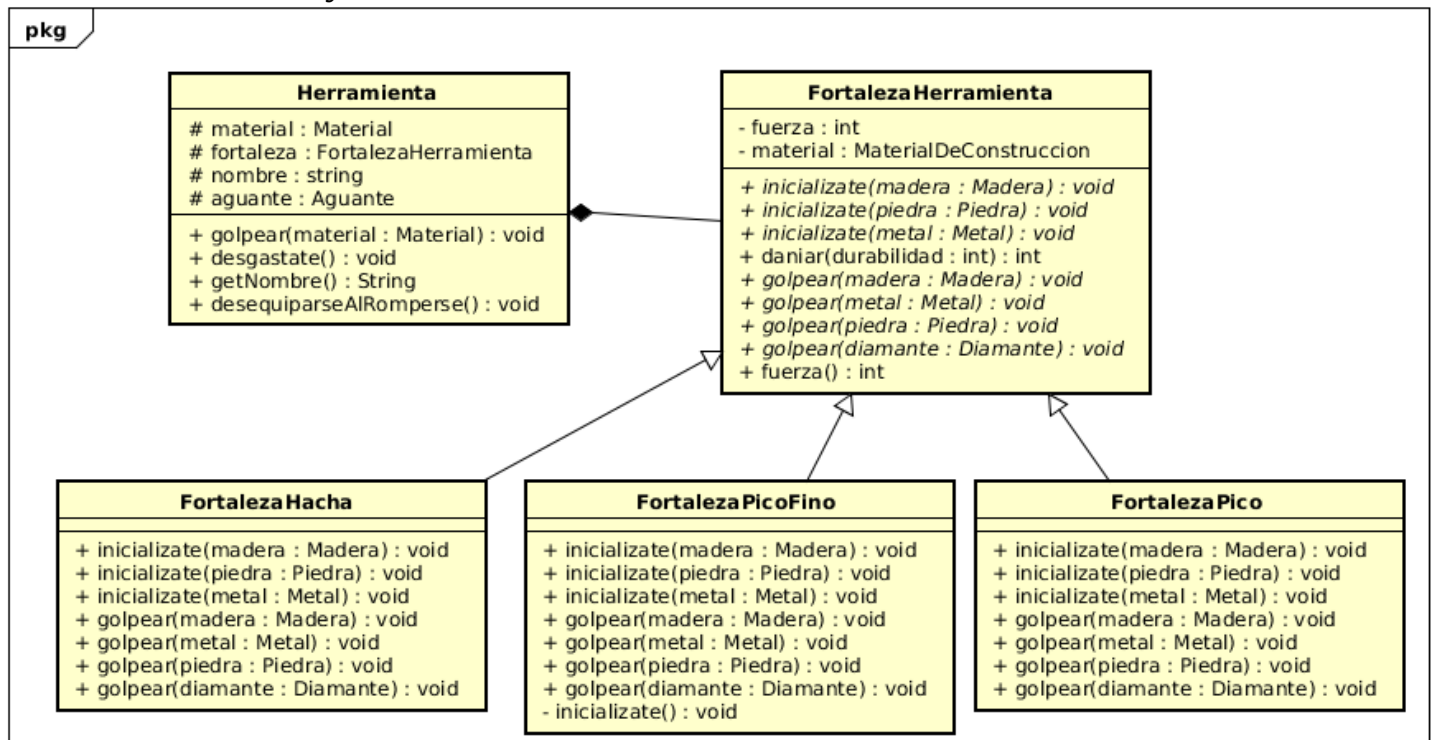 pkg
Herramienta
# material : Material
# fortaleza : FortalezaHerramienta
# nombre : string
# aguante : Aguante
+ golpear(material : Material) : void
+ desgastate() : void
+ getNombre() : String
+ desequiparseAlRomperse() : void
FortalezaHerramienta
- fuerza : int
- material : MaterialDeConstruccion
+ inicializate(madera : Madera) : void
+ inicializate(piedra : Piedra) : void
+ inicializate(metal : Metal) : void
+ daniar(durabilidad : int) : int
+ golpear(madera : Madera) : void
+ golpear(metal : Metal) : void
+ golpear(piedra : Piedra) : void
+ golpear(diamante : Diamante) : void
+ fuerza() : int
FortalezaHacha
+ inicializate(madera : Madera) : void
+ inicializate(piedra : Piedra) : void
+ inicializate(metal : Metal) : void
+ golpear(madera : Madera) : void
+ golpear(metal : Metal) : void
+ golpear(piedra : Piedra) : void
+ golpear(diamante : Diamante) : void
FortalezaPicoFino
+ inicializate(madera : Madera) : void
+ inicializate(piedra : Piedra) : void
+ inicializate(metal : Metal) : void
+ golpear(madera : Madera) : void
+ golpear(metal : Metal) : void
+ golpear(piedra : Piedra) : void
+ golpear(diamante : Diamante) : void
- inicializate() : void
FortalezaPico
+ inicializate(madera : Madera) : void
+ inicializate(piedra : Piedra) : void
+ inicializate(metal : Metal) : void
+ golpear(madera : Madera) : void
+ golpear(metal : Metal) : void
+ golpear(piedra : Piedra) : void
+ golpear(diamante : Diamante) : void